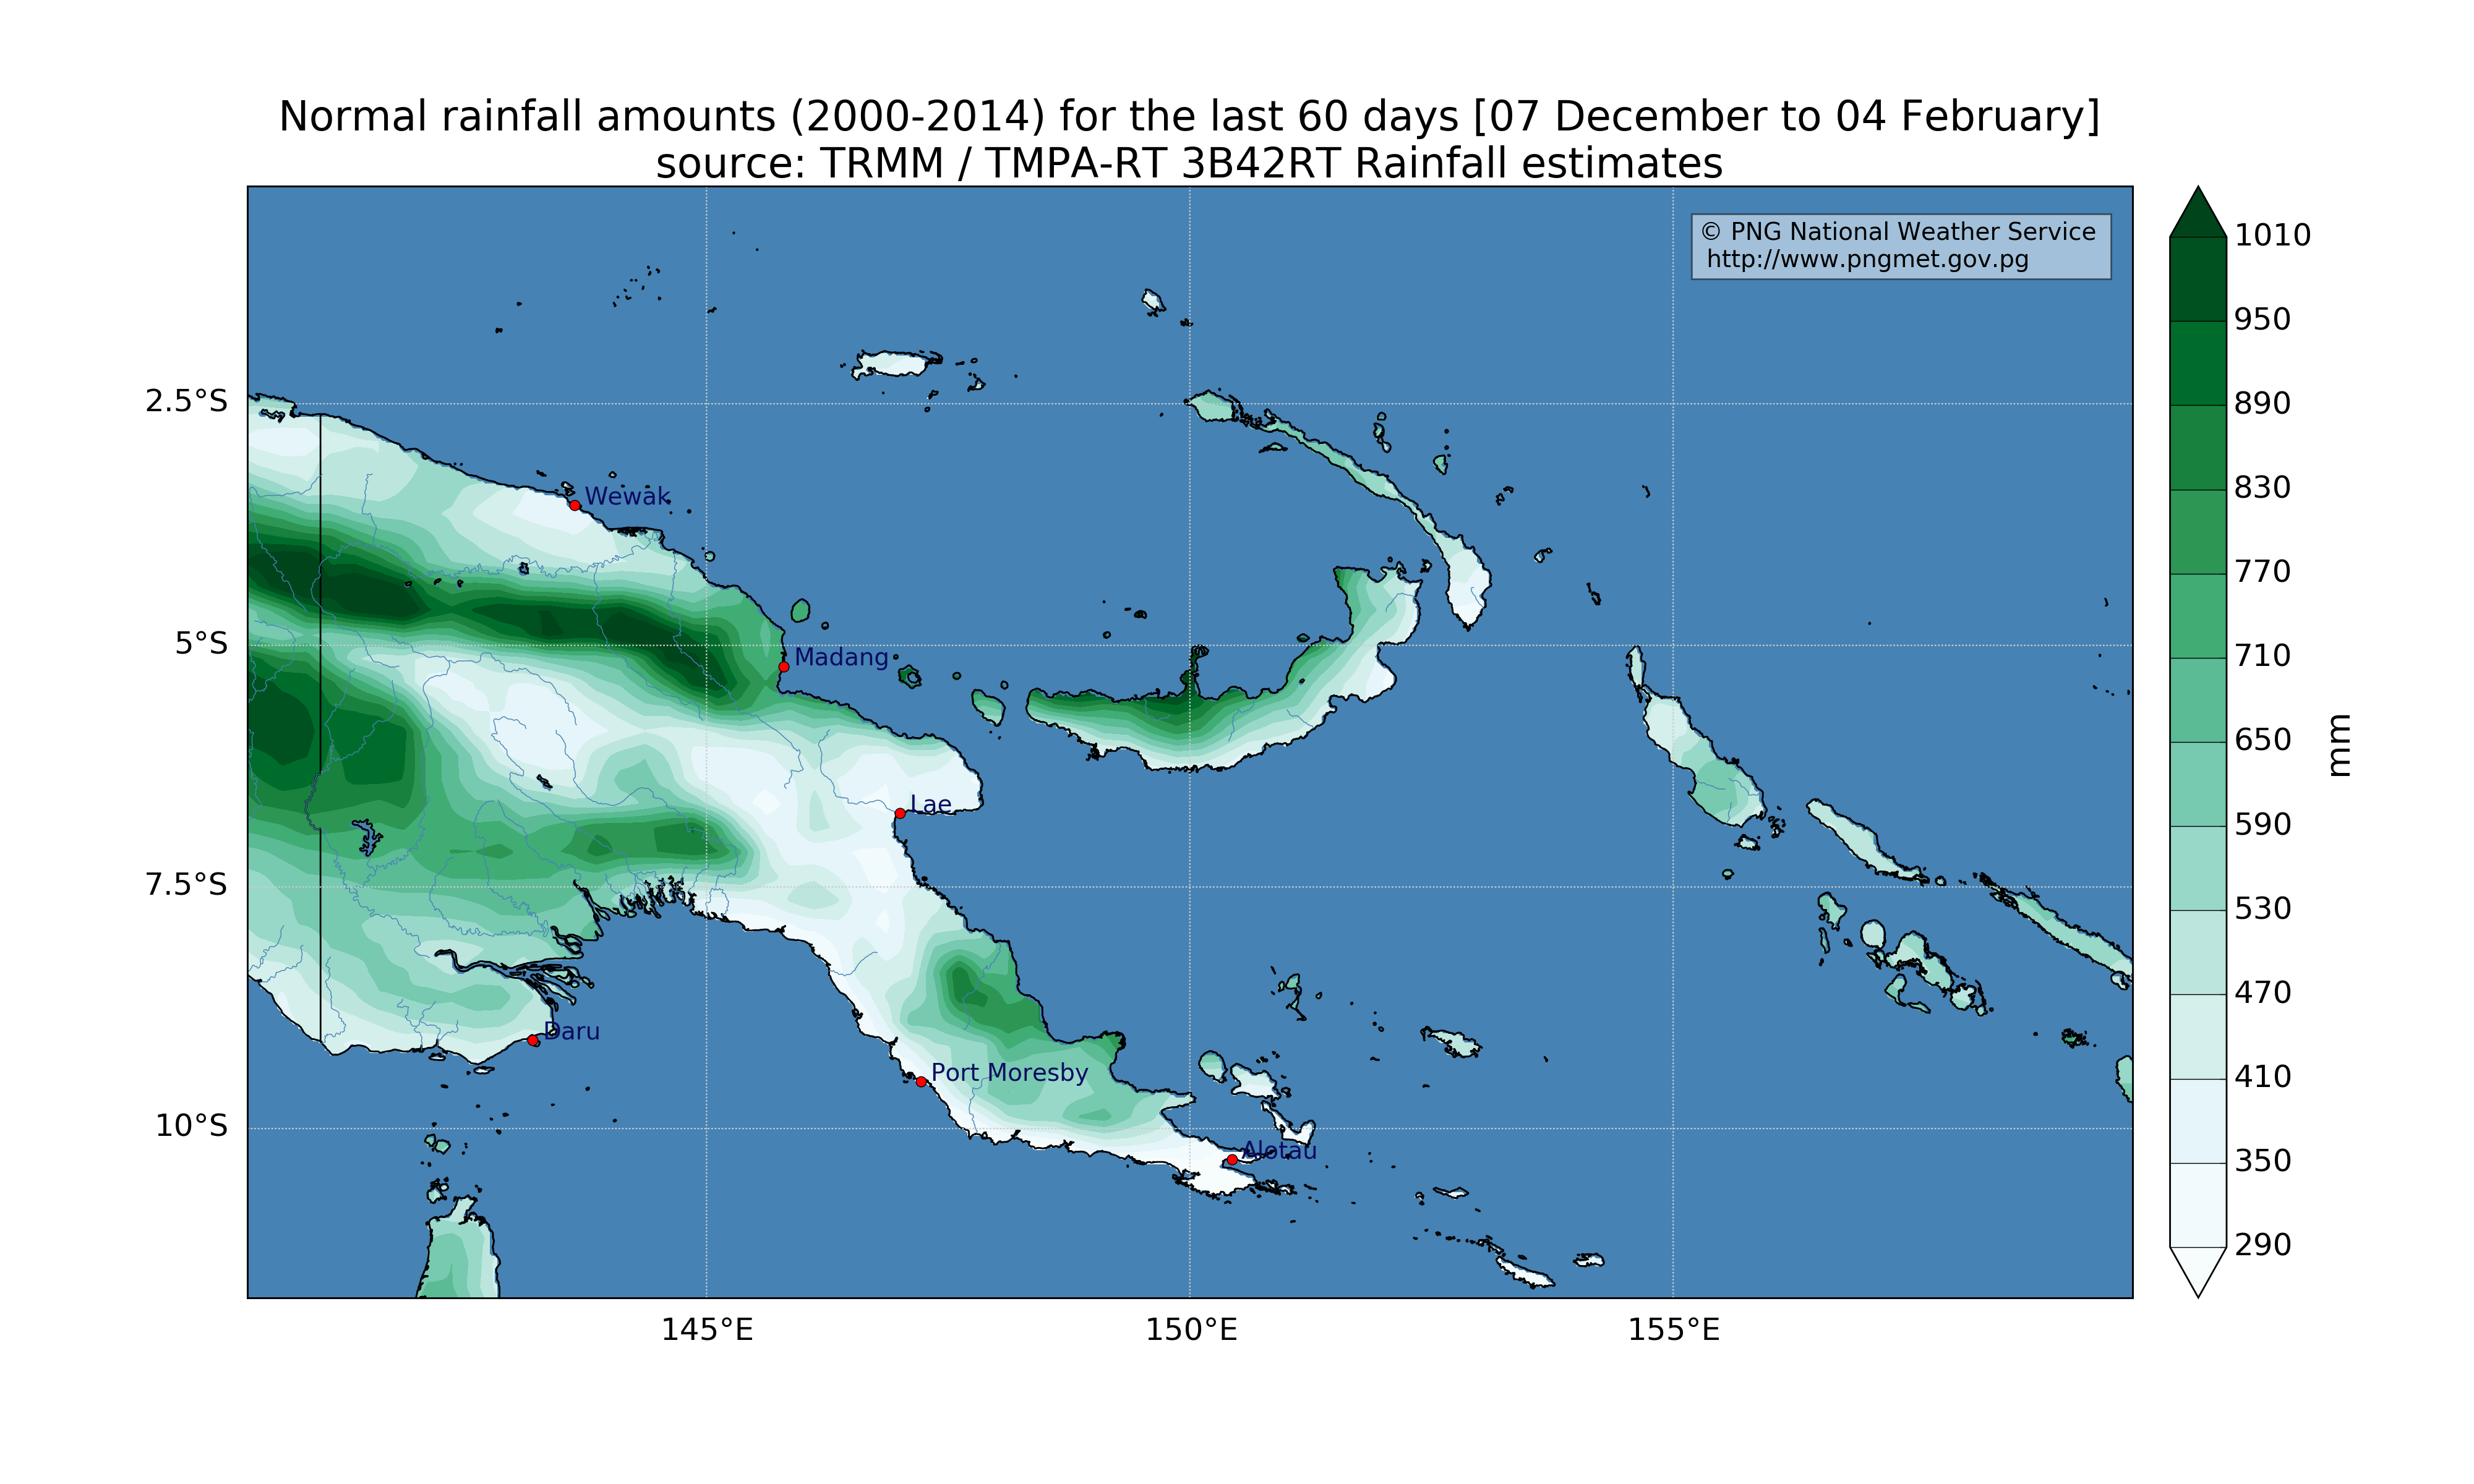 Normal rainfall amounts (2000-2014) for the last 60 days [07 December to 04 February]
source: TRMM / TMPA-RT 3B42RT Rainfall estimates
© PNG National Weather Service
http://www.pngmet.gov.pg
1010
950
890
830
770
710
650
590
530
470
410
350
290
mm
2.5°S
5°S
7.5°S
10°S
Wewak
Madang
Lae
Daru
Port Moresby
Alotau
145°E
150°E
155°E